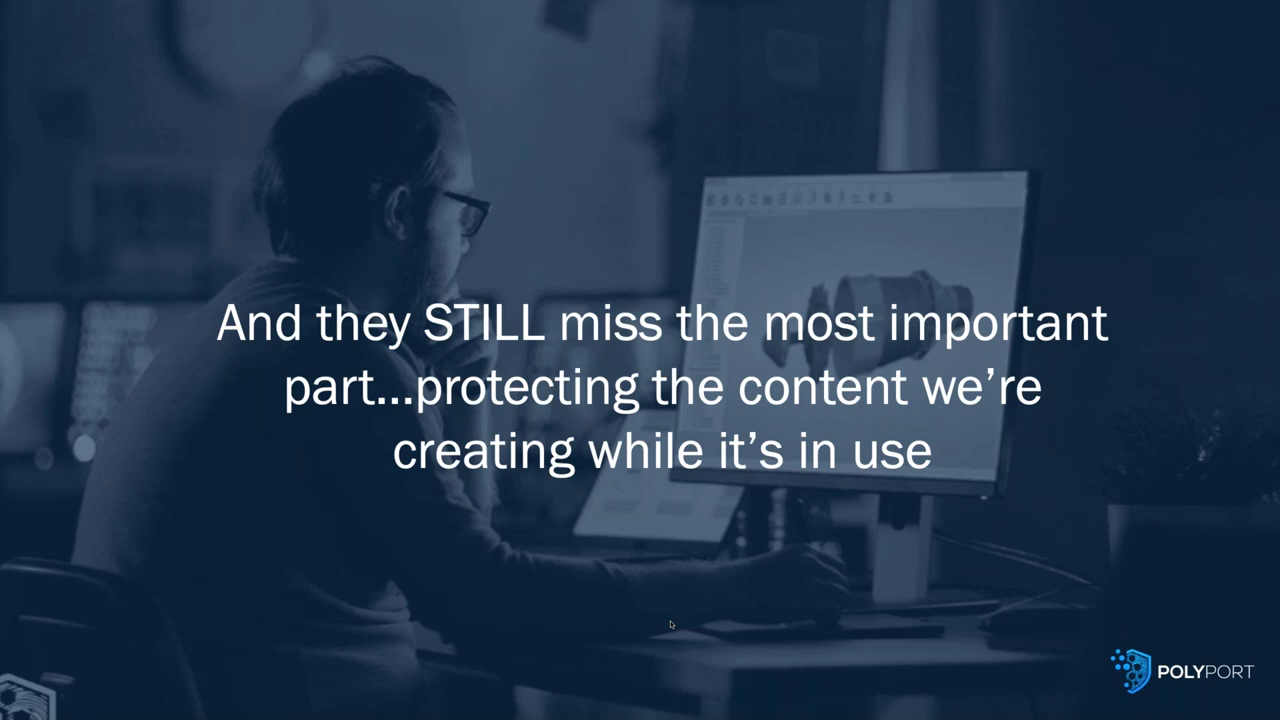 And they STILL miss the most important
part...protecting the content we’re
creating while it’s in use
POLYPORT